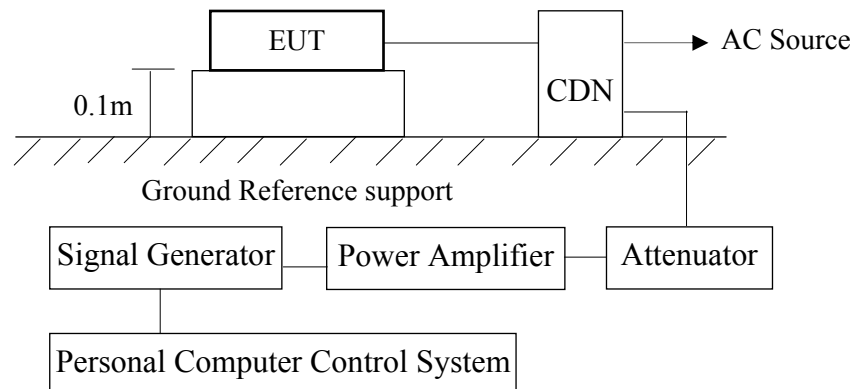 EUT
AC Source
CDN
0.1m
Ground Reference support
Signal Generator
Power Amplifier
Attenuator
Personal Computer Control System